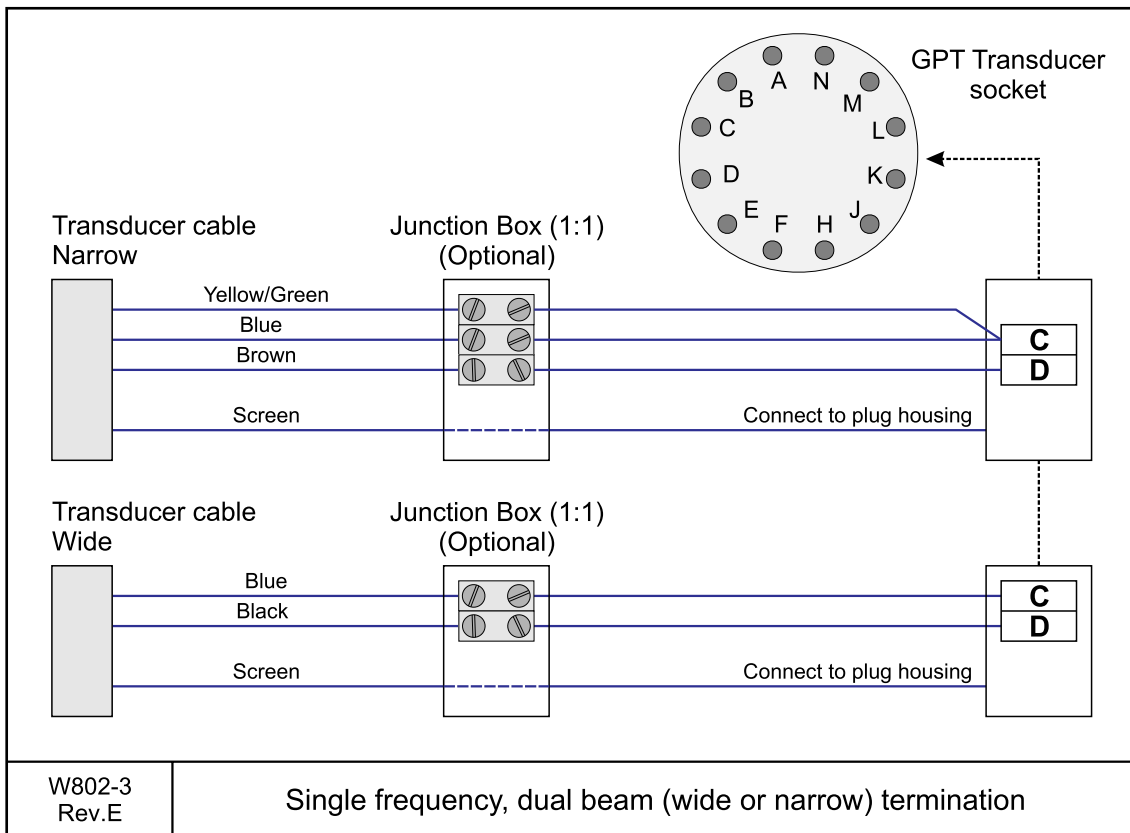 GPT Transducer
socket
A N
B M
C L
D K
E J
F H
Transducer cable
Narrow
Junction Box (1:1)
(Optional)
Yellow/Green
Blue
Brown
Screen
Connect to plug housing
C
D
Transducer cable
Wide
Junction Box (1:1)
(Optional)
Blue
Black
Screen
Connect to plug housing
C
D
W802-3
Rev.E
Single frequency, dual beam (wide or narrow) termination